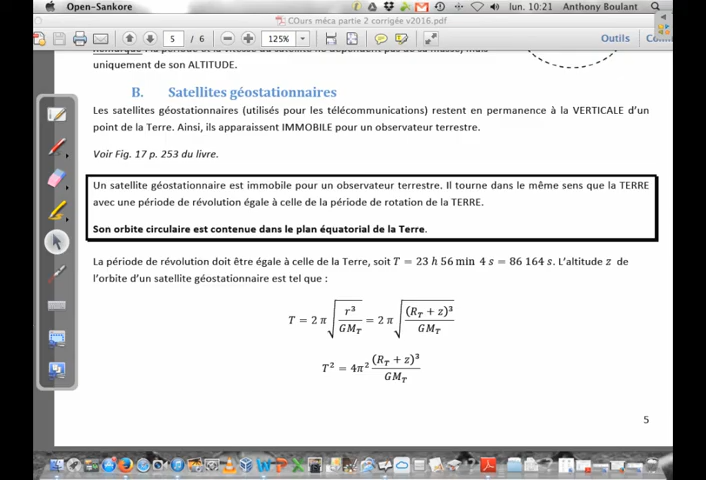 Open-Sankore
lun. 10:21 Anthony Boulant
COurs méca partie 2 corrigée v2016.pdf
5 / 6
125%
Outils
uniquement de son ALTITUDE.
B. Satellites géostationnaires
Les satellites géostationnaires (utilisés pour les télécommunications) restent en permanence à la VERTICALE d'un
point de la Terre. Ainsi, ils apparaissent IMMOBILE pour un observateur terrestre.
Voir Fig. 17 p. 253 du livre.
Un satellite géostationnaire est immobile pour un observateur terrestre. Il tourne dans le même sens que la TERRE
avec une période de révolution égale à celle de la période de rotation de la TERRE.
Son orbite circulaire est contenue dans le plan équatorial de la Terre.
La période de révolution doit être égale à celle de la Terre, soit T = 23 h 56 min 4 s = 86 164 s. L'altitude z de
l'orbite d'un satellite géostationnaire est tel que :
T = 2 π √(r³ / GM_T) = 2 π √((R_T + z)³ / GM_T)
T² = 4π² (R_T + z)³ / GM_T
5